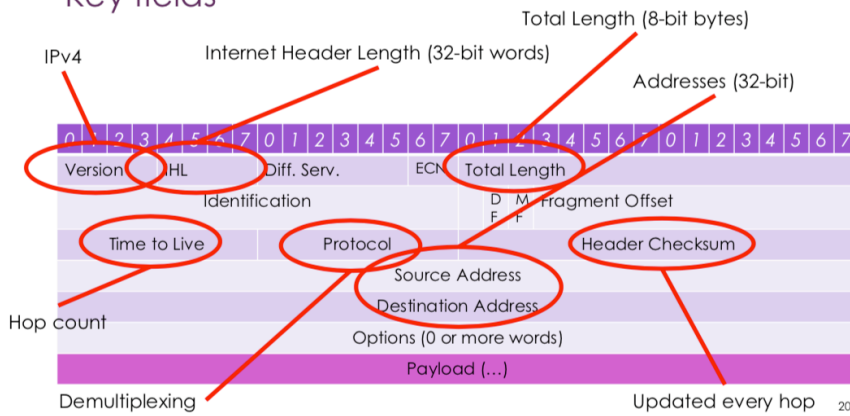 Key fields
Total Length (8-bit bytes)
Internet Header Length (32-bit words)
IPv4
Addresses (32-bit)
0 1 2 3 4 5 6 7 0 1 2 3 4 5 6 7 0 1 2 3 4 5 6 7 0 1 2 3 4 5 6 7
Version IHL Diff. Serv. ECN Total Length
Identification DF MF Fragment Offset
Time to Live Protocol Header Checksum
Source Address
Destination Address
Hop count
Options (0 or more words)
Payload (...)
Demultiplexing
Updated every hop
20